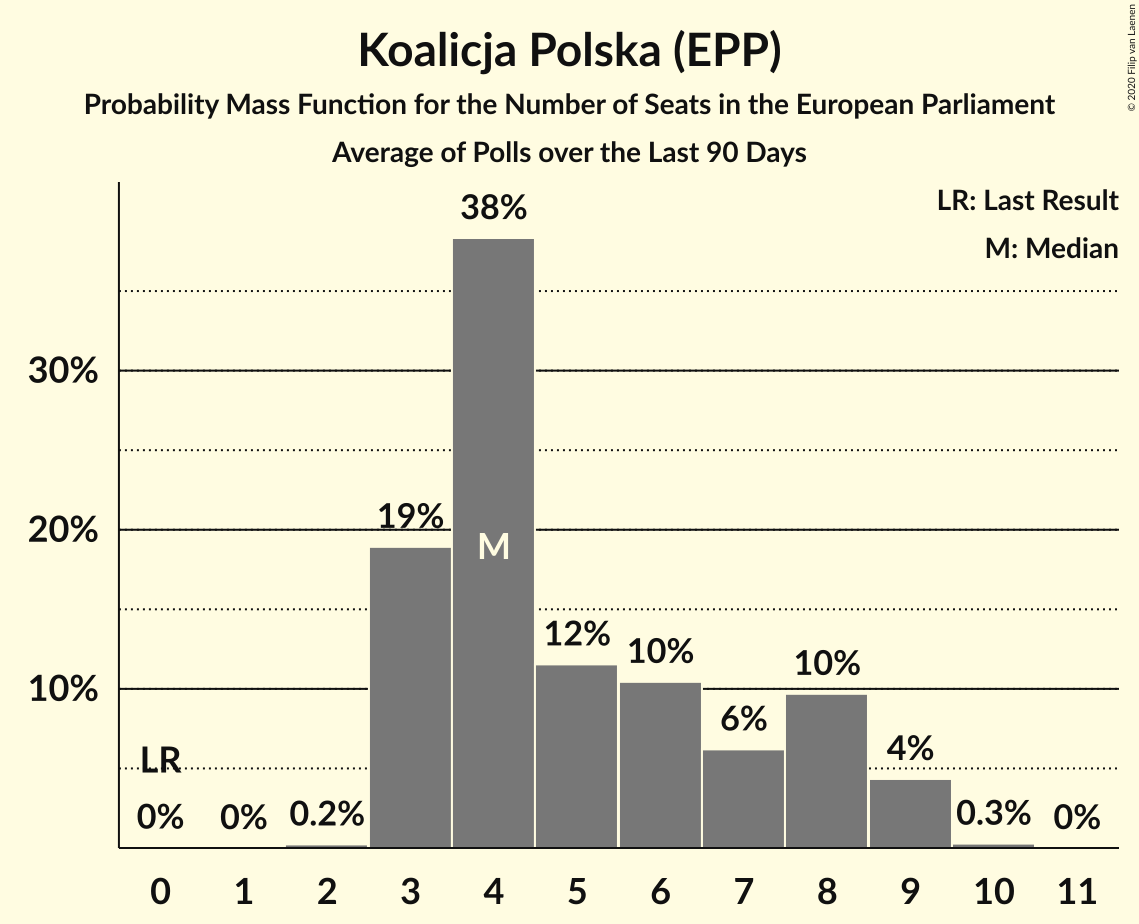 Koalicja Polska (EPP)
Probability Mass Function for the Number of Seats in the European Parliament
Average of Polls over the Last 90 Days
© 2020 Filip van Laenen
LR: Last Result
M: Median
38%
30%
19%
20%
M
12%
10%
10%
10%
6%
4%
LR
0%
0%
0.2%
0.3%
0%
0 1 2 3 4 5 6 7 8 9 10 11